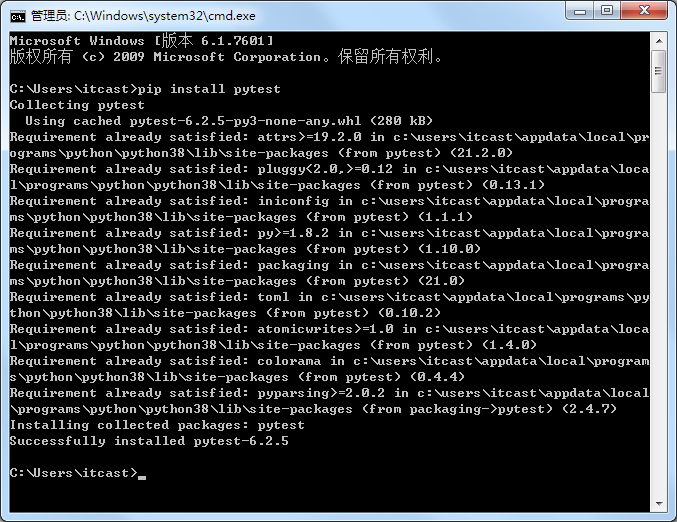 管理员: C:\Windows\system32\cmd.exe
Microsoft Windows [版本 6.1.7601]
版权所有 (c) 2009 Microsoft Corporation。保留所有权利。
C:\Users\itcast>pip install pytest
Collecting pytest
  Using cached pytest-6.2.5-py3-none-any.whl (280 kB)
Requirement already satisfied: attrs>=19.2.0 in c:\users\itcast\appdata\local\pr
ograms\python\python38\lib\site-packages (from pytest) (21.2.0)
Requirement already satisfied: pluggy<2.0,>=0.12 in c:\users\itcast\appdata\loca
l\programs\python\python38\lib\site-packages (from pytest) (0.13.1)
Requirement already satisfied: iniconfig in c:\users\itcast\appdata\local\progra
ms\python\python38\lib\site-packages (from pytest) (1.1.1)
Requirement already satisfied: py>=1.8.2 in c:\users\itcast\appdata\local\progra
ms\python\python38\lib\site-packages (from pytest) (1.10.0)
Requirement already satisfied: packaging in c:\users\itcast\appdata\local\progra
ms\python\python38\lib\site-packages (from pytest) (21.0)
Requirement already satisfied: toml in c:\users\itcast\appdata\local\programs\py
thon\python38\lib\site-packages (from pytest) (0.10.2)
Requirement already satisfied: atomicwrites>=1.0 in c:\users\itcast\appdata\loca
l\programs\python\python38\lib\site-packages (from pytest) (1.4.0)
Requirement already satisfied: colorama in c:\users\itcast\appdata\local\program
s\python\python38\lib\site-packages (from pytest) (0.4.4)
Requirement already satisfied: pyparsing>=2.0.2 in c:\users\itcast\appdata\local
\programs\python\python38\lib\site-packages (from packaging->pytest) (2.4.7)
Installing collected packages: pytest
Successfully installed pytest-6.2.5
C:\Users\itcast>